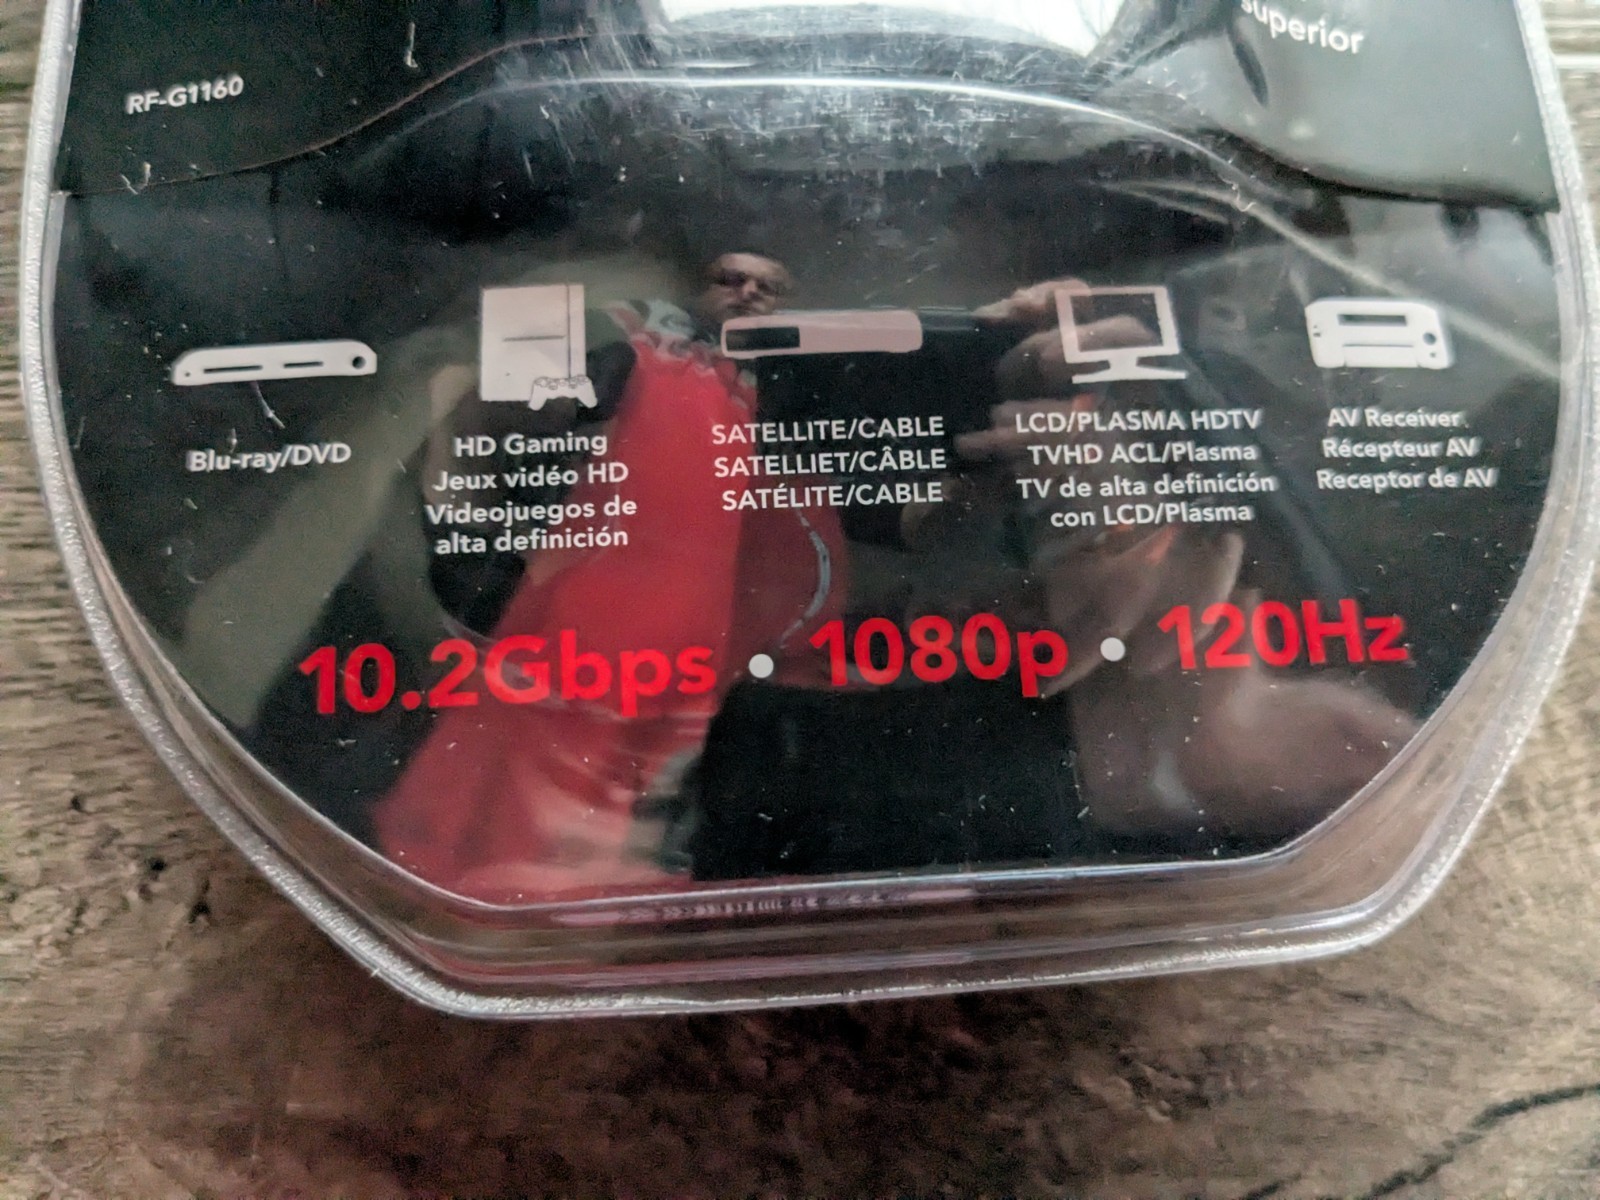 superior
RF-G1160
Blu-ray/DVD
HD Gaming
Jeux vidéo HD
Videojuegos de
alta definición
SATELLITE/CABLE
SATELLIET/CÂBLE
SATÉLITE/CABLE
LCD/PLASMA HDTV
TVHD ACL/Plasma
TV de alta definición
con LCD/Plasma
AV Receiver
Récepteur AV
Receptor de AV
10.2Gbps • 1080p • 120Hz